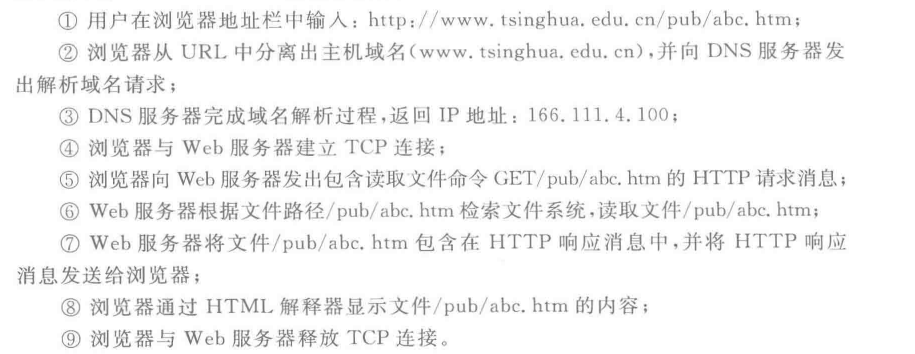 ① 用户在浏览器地址栏中输入：http://www.tsinghua.edu.cn/pub/abc.htm；
② 浏览器从 URL 中分离出主机域名(www.tsinghua.edu.cn)，并向 DNS 服务器发
出解析域名请求；
③ DNS 服务器完成域名解析过程，返回 IP 地址：166.111.4.100；
④ 浏览器与 Web 服务器建立 TCP 连接；
⑤ 浏览器向 Web 服务器发出包含读取文件命令 GET/pub/abc.htm 的 HTTP 请求消息；
⑥ Web 服务器根据文件路径/pub/abc.htm 检索文件系统，读取文件/pub/abc.htm；
⑦ Web 服务器将文件/pub/abc.htm 包含在 HTTP 响应消息中，并将 HTTP 响应
消息发送给浏览器；
⑧ 浏览器通过 HTML 解释器显示文件/pub/abc.htm 的内容；
⑨ 浏览器与 Web 服务器释放 TCP 连接。